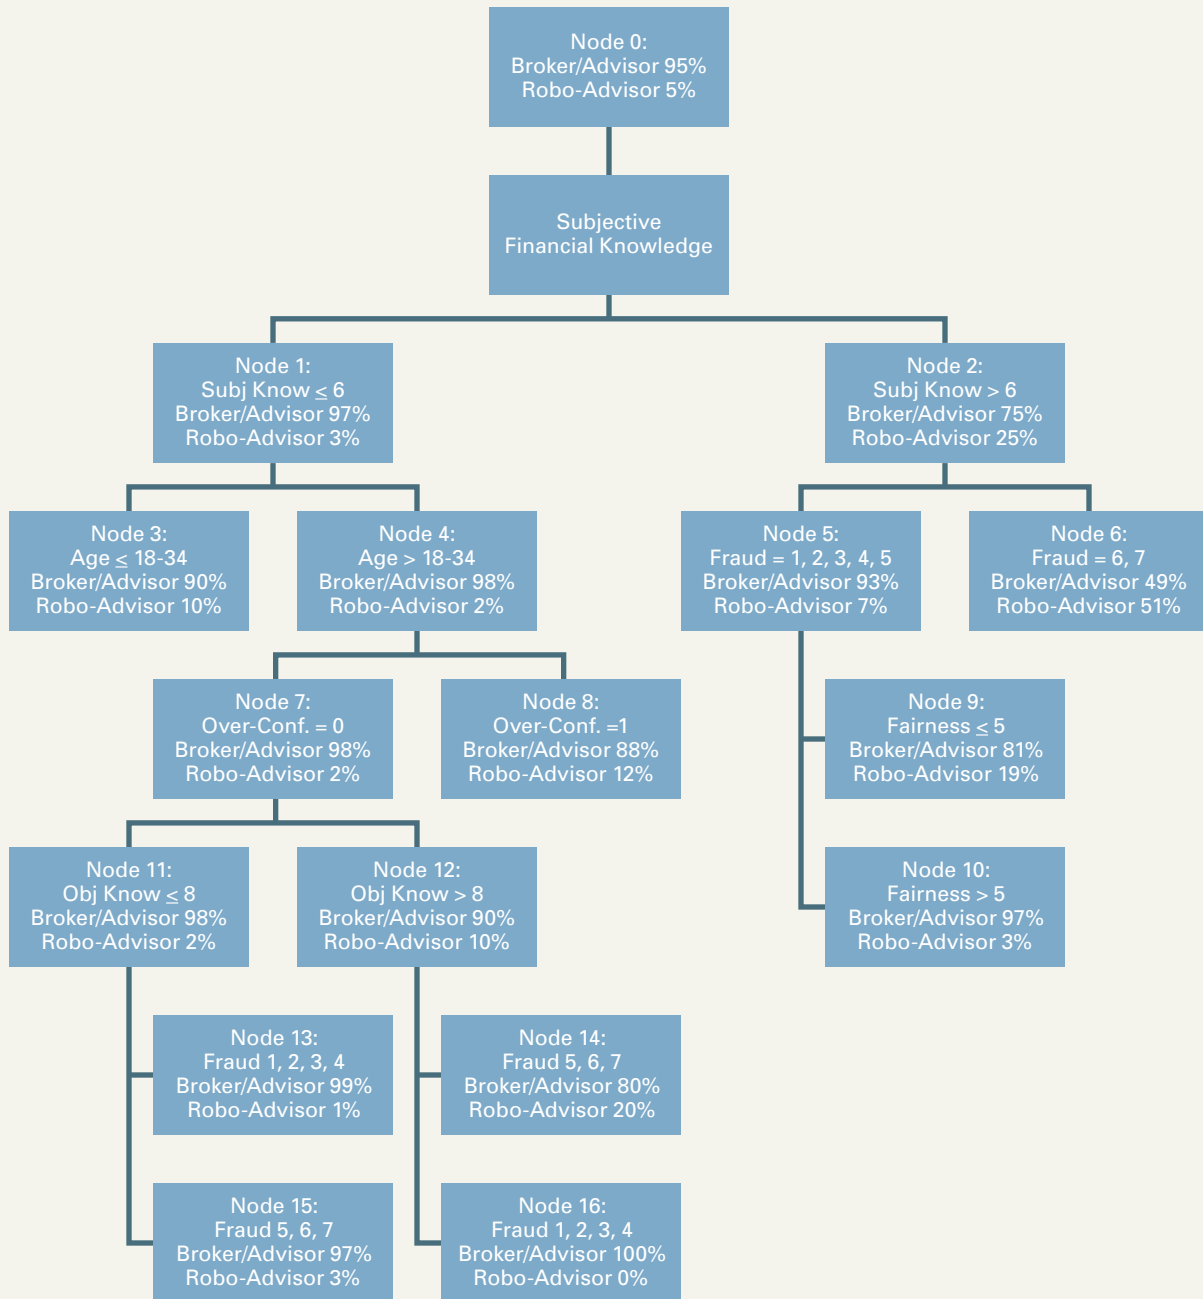 Node 0:
Broker/Advisor 95%
Robo-Advisor 5%
Subjective
Financial Knowledge
Node 1:
Subj Know ≤ 6
Broker/Advisor 97%
Robo-Advisor 3%
Node 2:
Subj Know > 6
Broker/Advisor 75%
Robo-Advisor 25%
Node 3:
Age ≤ 18-34
Broker/Advisor 90%
Robo-Advisor 10%
Node 4:
Age > 18-34
Broker/Advisor 98%
Robo-Advisor 2%
Node 5:
Fraud = 1, 2, 3, 4, 5
Broker/Advisor 93%
Robo-Advisor 7%
Node 6:
Fraud = 6, 7
Broker/Advisor 49%
Robo-Advisor 51%
Node 7:
Over-Conf. = 0
Broker/Advisor 98%
Robo-Advisor 2%
Node 8:
Over-Conf. =1
Broker/Advisor 88%
Robo-Advisor 12%
Node 9:
Fairness ≤ 5
Broker/Advisor 81%
Robo-Advisor 19%
Node 11:
Obj Know ≤ 8
Broker/Advisor 98%
Robo-Advisor 2%
Node 12:
Obj Know > 8
Broker/Advisor 90%
Robo-Advisor 10%
Node 10:
Fairness > 5
Broker/Advisor 97%
Robo-Advisor 3%
Node 13:
Fraud 1, 2, 3, 4
Broker/Advisor 99%
Robo-Advisor 1%
Node 14:
Fraud 5, 6, 7
Broker/Advisor 80%
Robo-Advisor 20%
Node 15:
Fraud 5, 6, 7
Broker/Advisor 97%
Robo-Advisor 3%
Node 16:
Fraud 1, 2, 3, 4
Broker/Advisor 100%
Robo-Advisor 0%